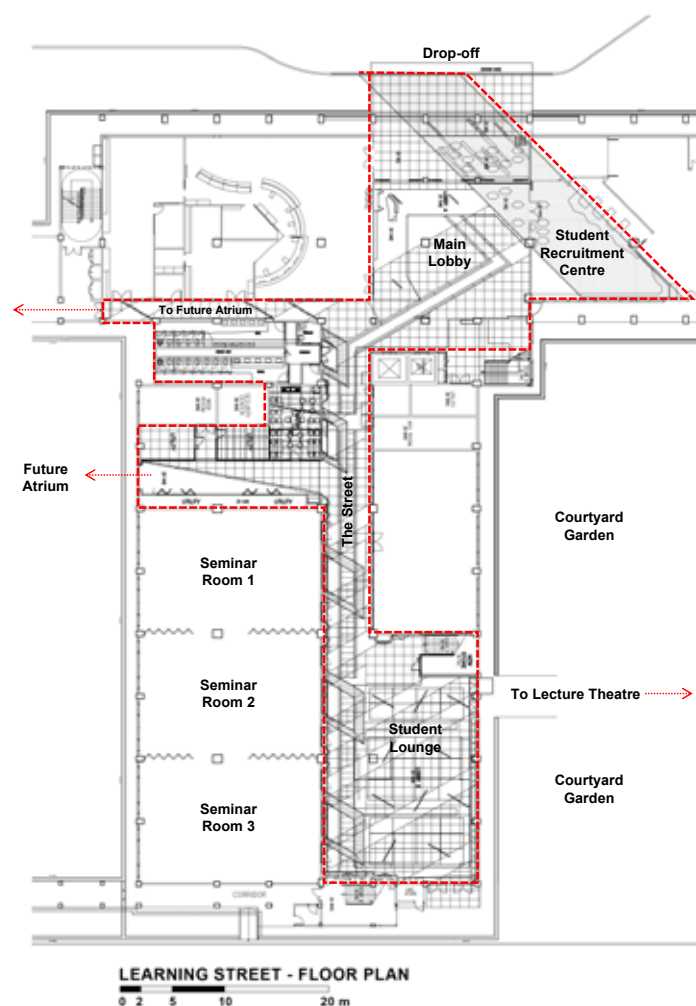 Drop-off
Main
Lobby
Student
Recruitment
Centre
To Future Atrium
Future
Atrium
The Street
UTILITY
UTILITY
Courtyard
Garden
Seminar
Room 1
Seminar
Room 2
To Lecture Theatre
Student
Lounge
Seminar
Room 3
Courtyard
Garden
CORRIDOR
LEARNING STREET - FLOOR PLAN
0 2 5 10 20 m